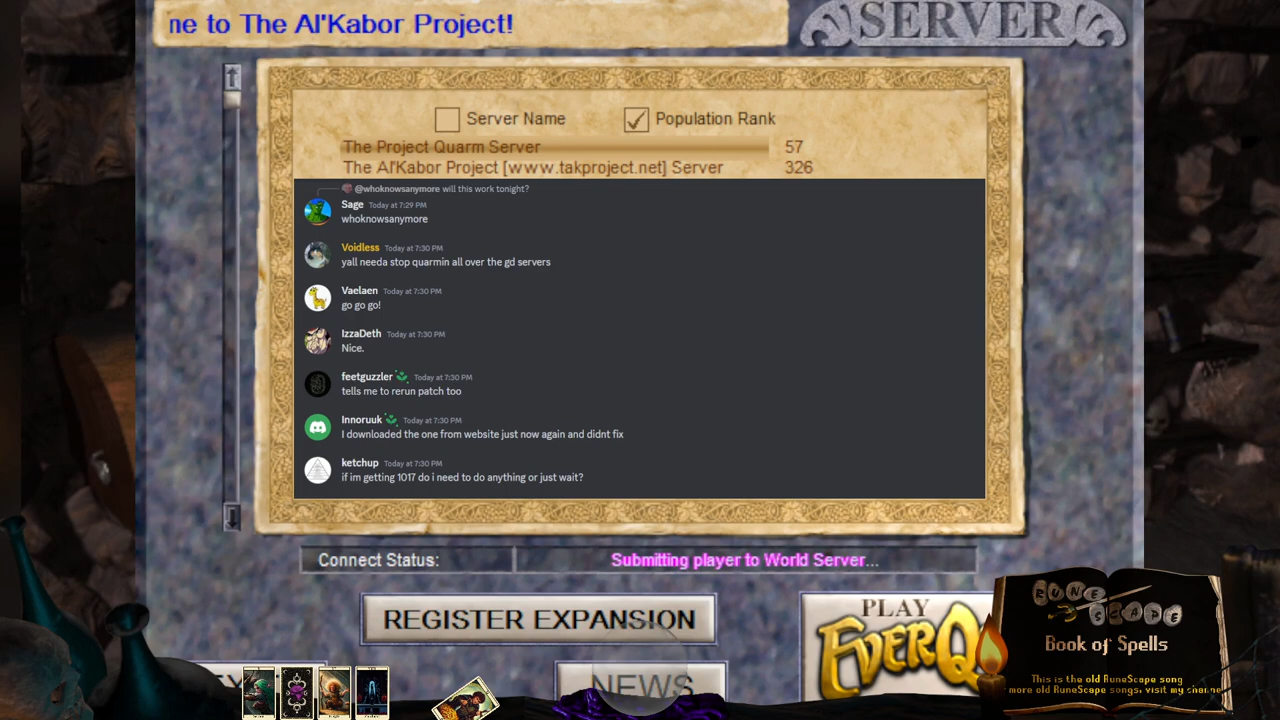 ne to The Al'Kabor Project!
SERVER
Server Name
Population Rank
The Project Quarm Server 57
The Al'Kabor Project [www.takproject.net] Server 326
@whoknowsanymore will this work tonight?
Sage Today at 7:29 PM
whoknowsanymore
Voidless Today at 7:30 PM
yall needa stop quarmin all over the gd servers
Vaelaen Today at 7:30 PM
go go go!
IzzaDeth Today at 7:30 PM
Nice.
feetguzzler Today at 7:30 PM
tells me to rerun patch too
Innoruuk Today at 7:30 PM
I downloaded the one from website just now again and didnt fix
ketchup Today at 7:30 PM
if im getting 1017 do i need to do anything or just wait?
Connect Status:
Submitting player to World Server...
REGISTER EXPANSION
PLAY
EVERQ
NEWS
RUNE
SCAPE
Book of Spells
This is the old RuneScape song
more old RuneScape songs, visit my channe